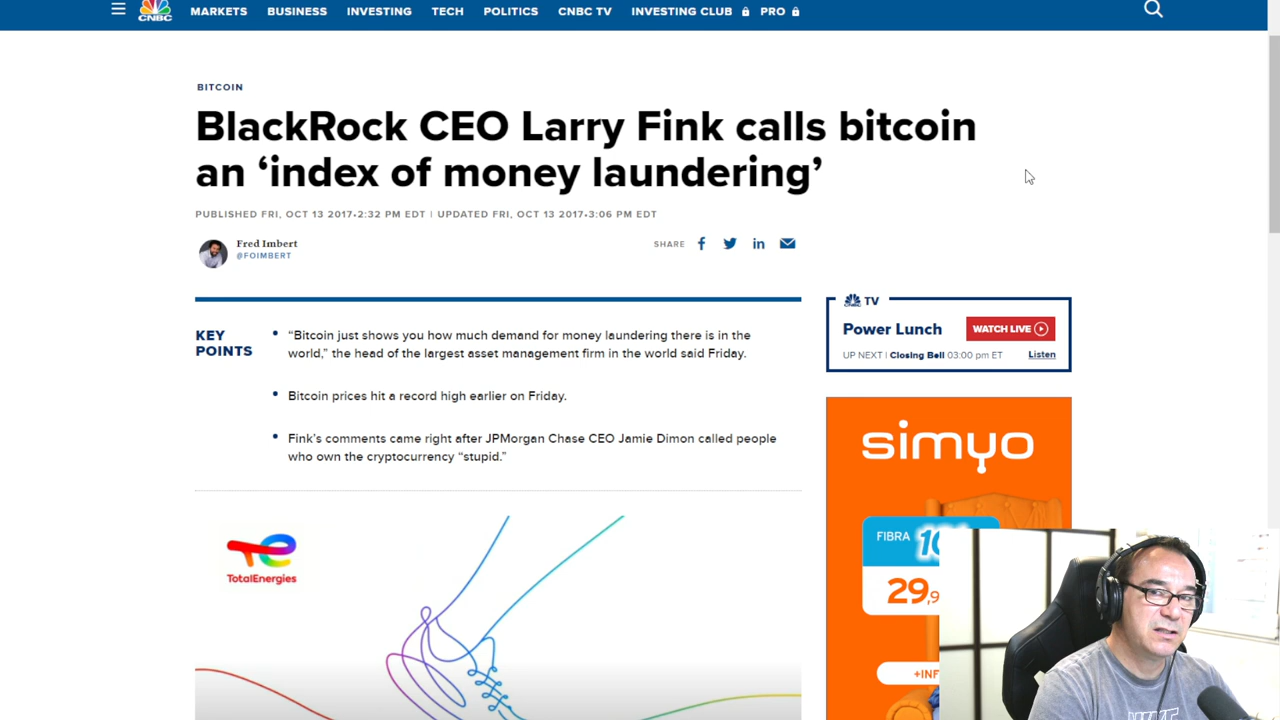 CNBC
MARKETS BUSINESS INVESTING TECH POLITICS CNBC TV INVESTING CLUB PRO
BITCOIN
BlackRock CEO Larry Fink calls bitcoin
an ‘index of money laundering’
PUBLISHED FRI, OCT 13 2017•2:32 PM EDT | UPDATED FRI, OCT 13 2017•3:06 PM EDT
Fred Imbert
@FOIMBERT
SHARE
KEY
POINTS
“Bitcoin just shows you how much demand for money laundering there is in the
world,” the head of the largest asset management firm in the world said Friday.
Bitcoin prices hit a record high earlier on Friday.
Fink’s comments came right after JPMorgan Chase CEO Jamie Dimon called people
who own the cryptocurrency “stupid.”
TotalEnergies
TV
Power Lunch
WATCH LIVE
UP NEXT | Closing Bell 03:00 pm ET
Listen
simyo
FIBRA
29,9
+INF
NIKE